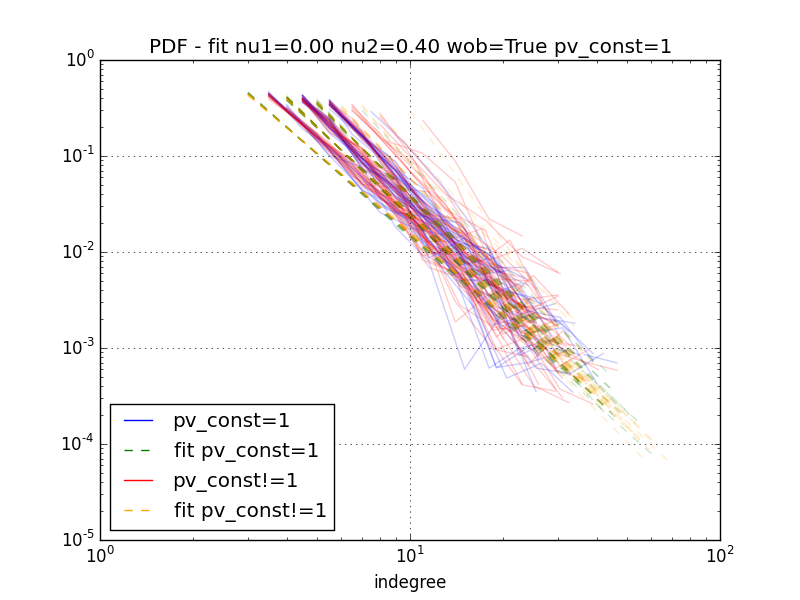 PDF - fit nu1=0.00 nu2=0.40 wob=True pv_const=1
10^0
10^-1
10^-2
10^-3
10^-4
10^-5
pv_const=1
fit pv_const=1
pv_const!=1
fit pv_const!=1
10^0
10^1
10^2
indegree